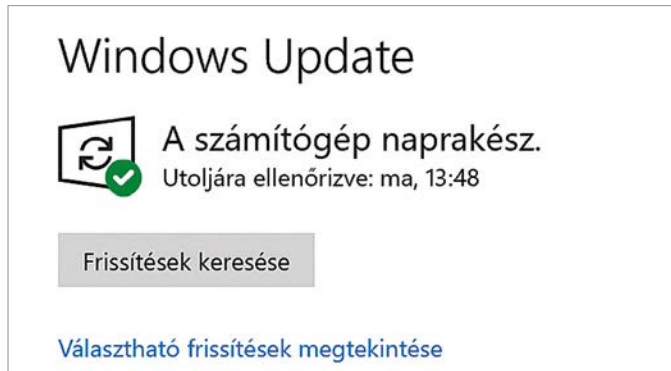 Windows Update
A számítógép naprakész.
Utoljára ellenőrizve: ma, 13:48
Frissítések keresése
Választható frissítések megtekintése